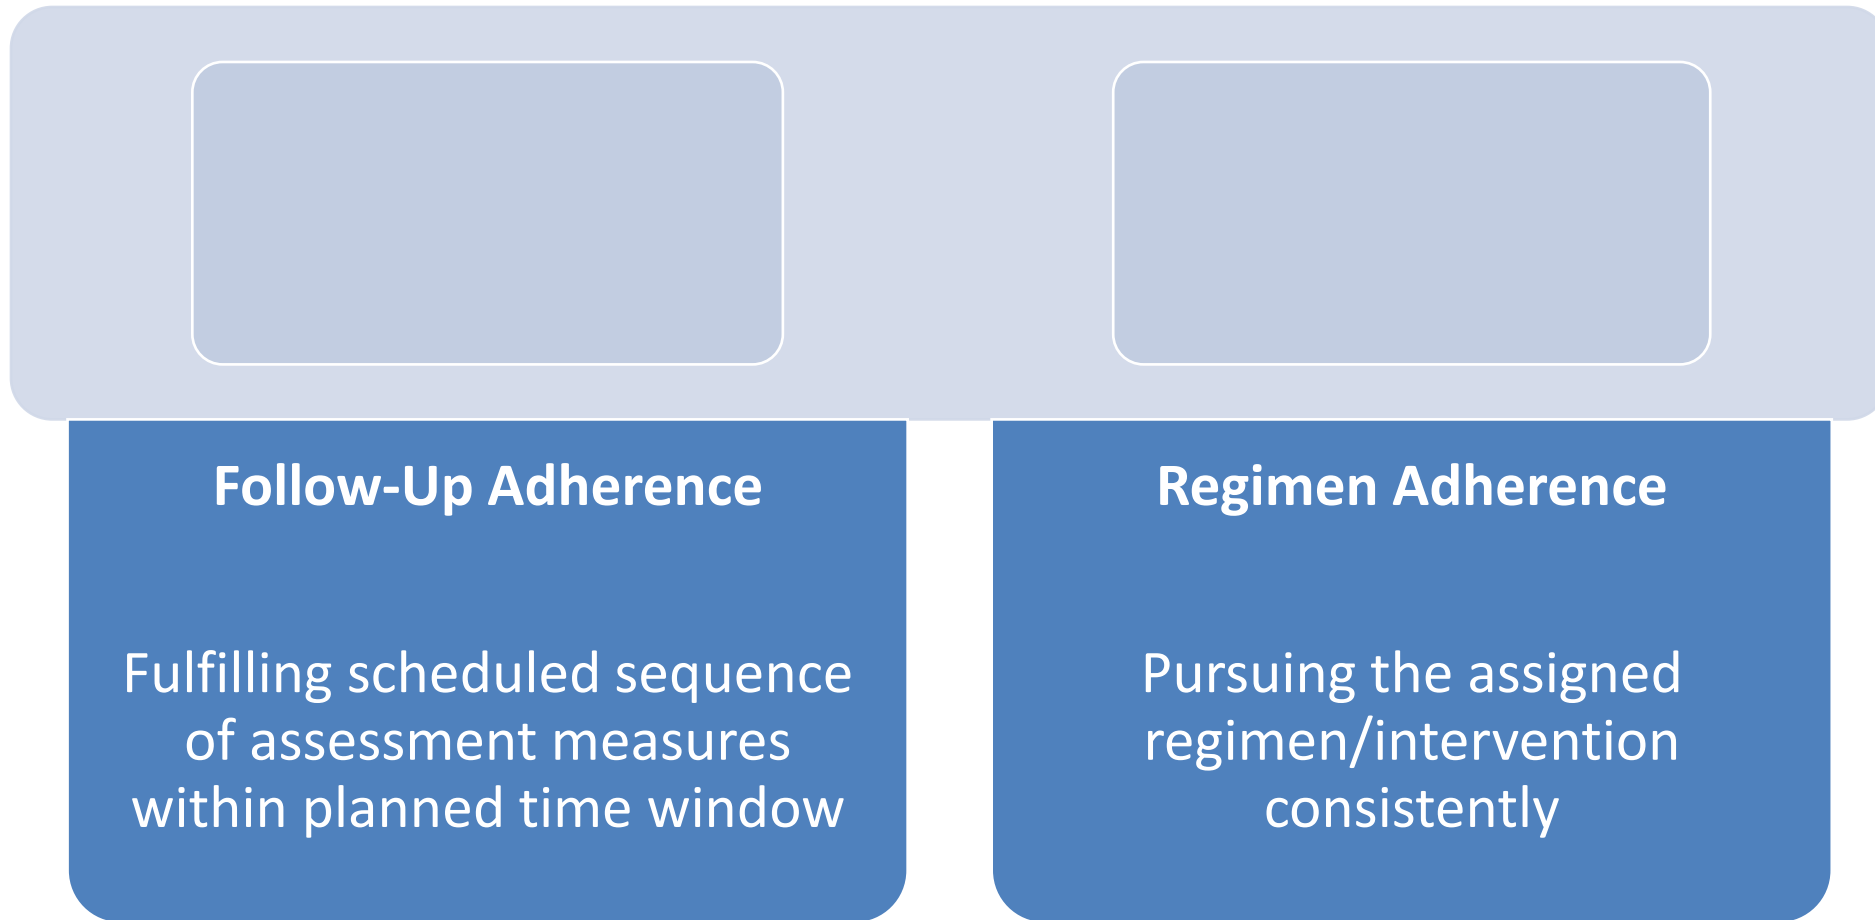 Follow-Up Adherence
Fulfilling scheduled sequence
of assessment measures
within planned time window
Regimen Adherence
Pursuing the assigned
regimen/intervention
consistently